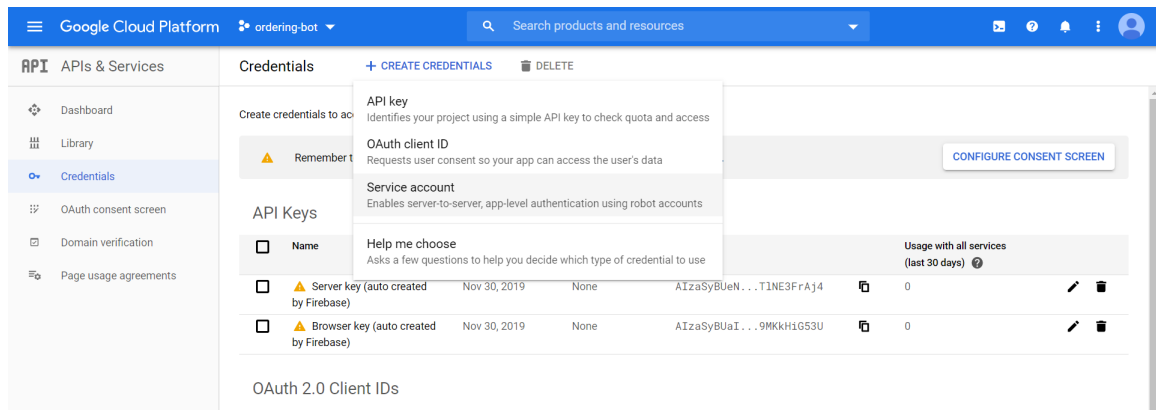 Google Cloud Platform
ordering-bot
Search products and resources
API APIs & Services
Credentials
+ CREATE CREDENTIALS
DELETE
Dashboard
Library
Credentials
OAuth consent screen
Domain verification
Page usage agreements
Create credentials to ac
API key
Identifies your project using a simple API key to check quota and access
OAuth client ID
Requests user consent so your app can access the user's data
Service account
Enables server-to-server, app-level authentication using robot accounts
Help me choose
Asks a few questions to help you decide which type of credential to use
Remember t
CONFIGURE CONSENT SCREEN
API Keys
Name
Usage with all services
(last 30 days)
Server key (auto created
by Firebase)
Nov 30, 2019
None
AIzaSyBUeN...TlNE3FrAj4
0
Browser key (auto created
by Firebase)
Nov 30, 2019
None
AIzaSyBUaI...9MKkHiG53U
0
OAuth 2.0 Client IDs